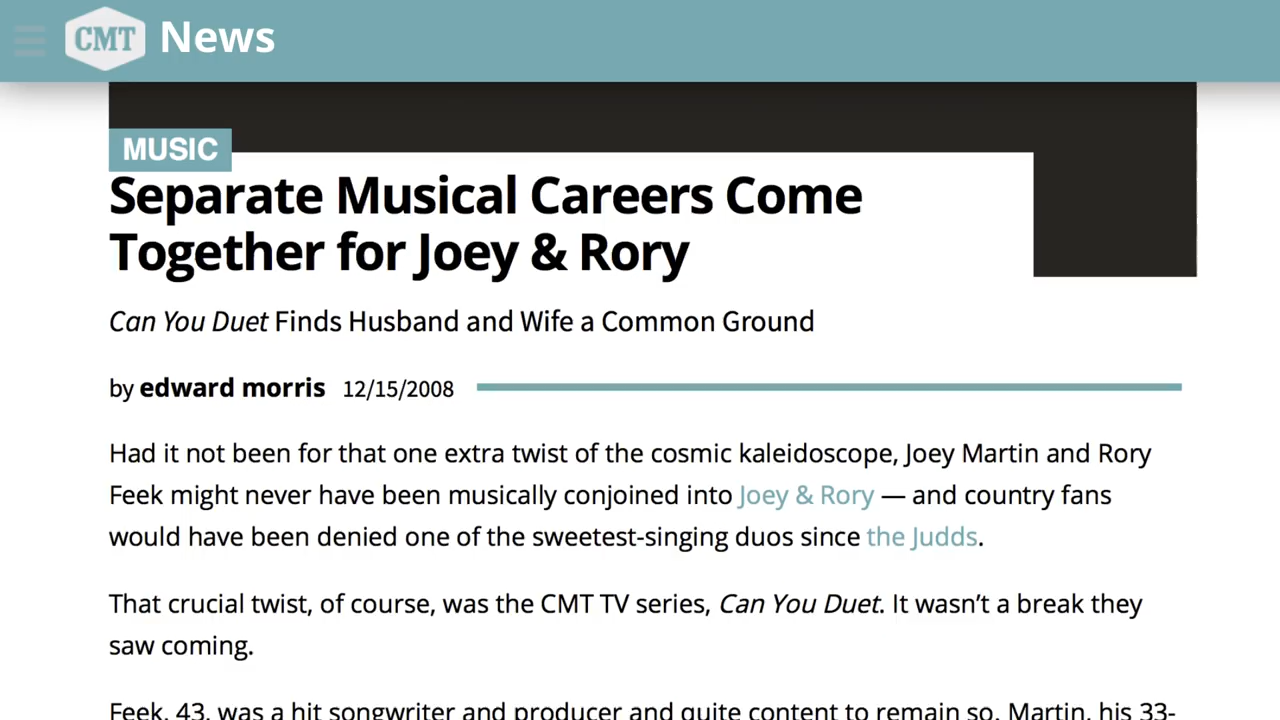 CMT News
MUSIC
Separate Musical Careers Come
Together for Joey & Rory
Can You Duet Finds Husband and Wife a Common Ground
by edward morris 12/15/2008
Had it not been for that one extra twist of the cosmic kaleidoscope, Joey Martin and Rory
Feek might never have been musically conjoined into Joey & Rory — and country fans
would have been denied one of the sweetest-singing duos since the Judds.
That crucial twist, of course, was the CMT TV series, Can You Duet. It wasn’t a break they
saw coming.
Feek, 43, was a hit songwriter and producer and quite content to remain so. Martin, his 33-